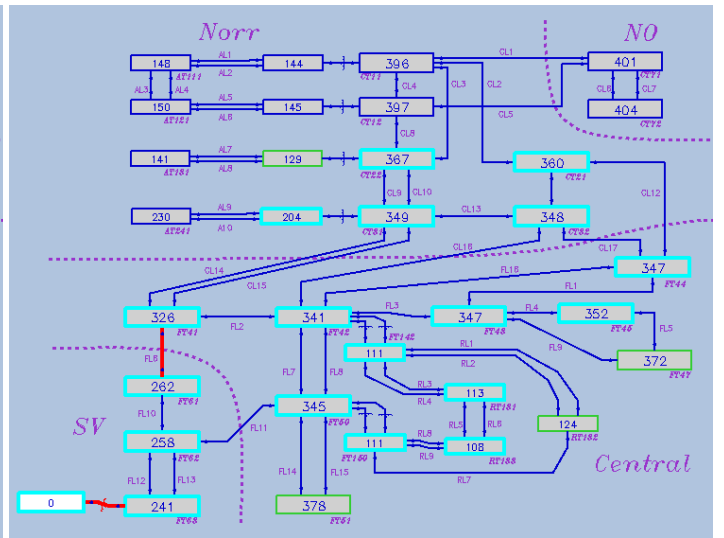 Norr NO
148 AL1 144 396 CL1 401
AT111 AL2 CT11 CT71
AL3 AL4 CL4 CL3 CL2 CL6 CL7
150 AL5 145 397 CL5 404
AT121 AL6 CT12 CT72
CL8
141 AL7 129 367 360
AT131 AL8 CT22 CT21
CL9 CL10 CL12
230 AL9 204 349 CL13 348
AT241 A10 CT31 CT32
CL16 CL17
CL14 FL16 347
CL15 FL1 FT44
326 341 FL3 347 FL4 352
FT41 FL2 FT42 FT43 FT45
FT142 RL1 FL9 FL5
111 RL2 372
FL6 FT47
FL7 FL8
262 RL3 113
FT61 RL4 RT131
FL10 345
SV FL11 FT50 RL5 RL6 124
258 RL8 RT132
FT62 111 RL9 108
FT150 RT133 Central
FL12 FL13 FL14 FL15 RL7
0 241 378
FT63 FT51